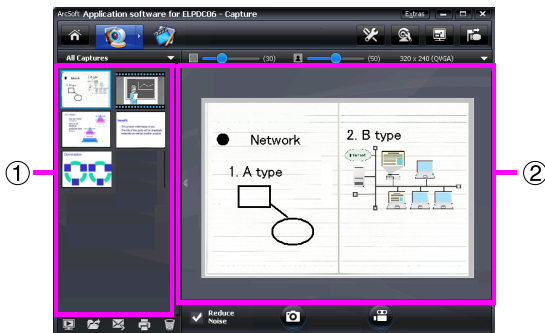 ArcSoft Application software for ELPDC06 - Capture
Extras
All Captures
(30)
(50)
320 x 240 (QVGA)
Network
1. A type
2. B type
①
②
Reduce
Noise